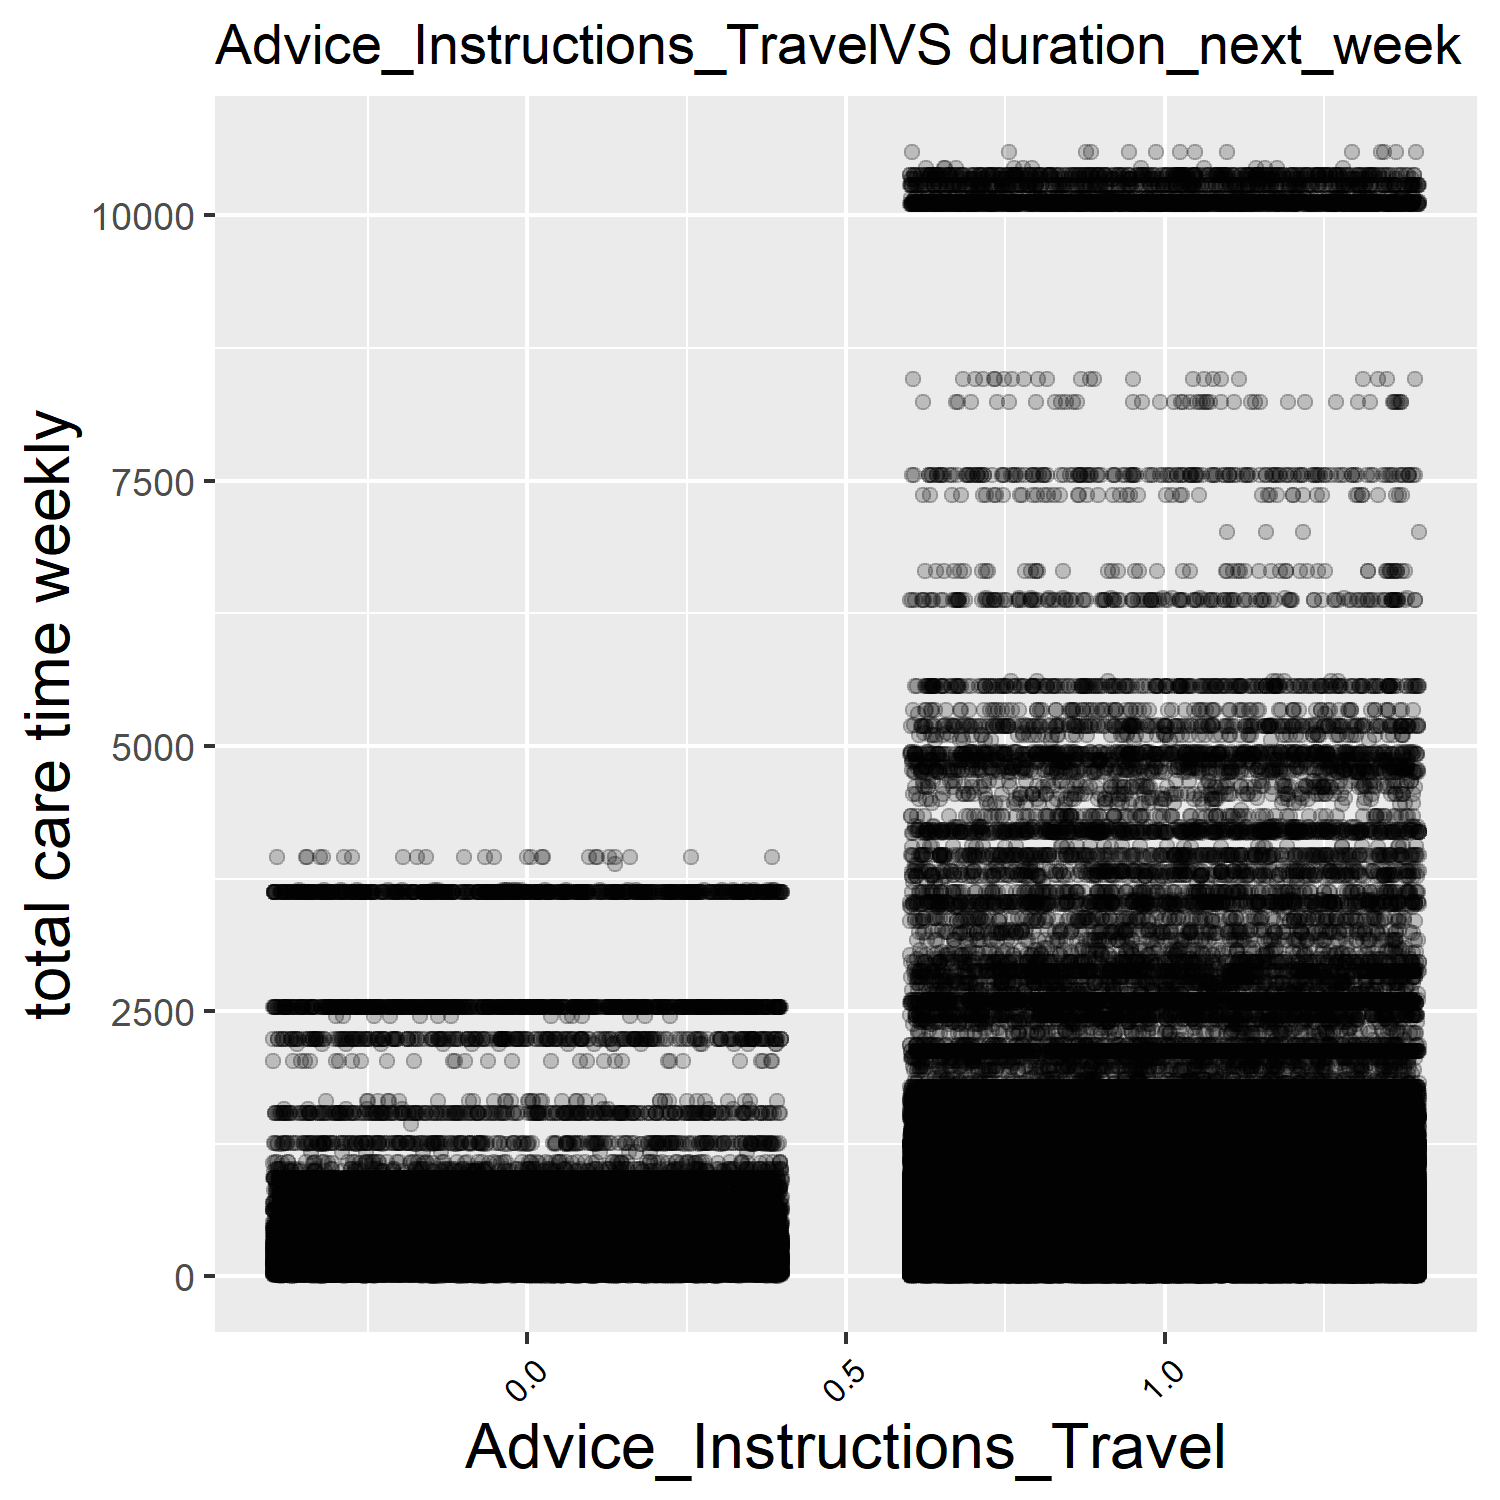 Advice_Instructions_TravelVS duration_next_week
total care time weekly
10000
7500
5000
2500
0
0.0
0.5
1.0
Advice_Instructions_Travel